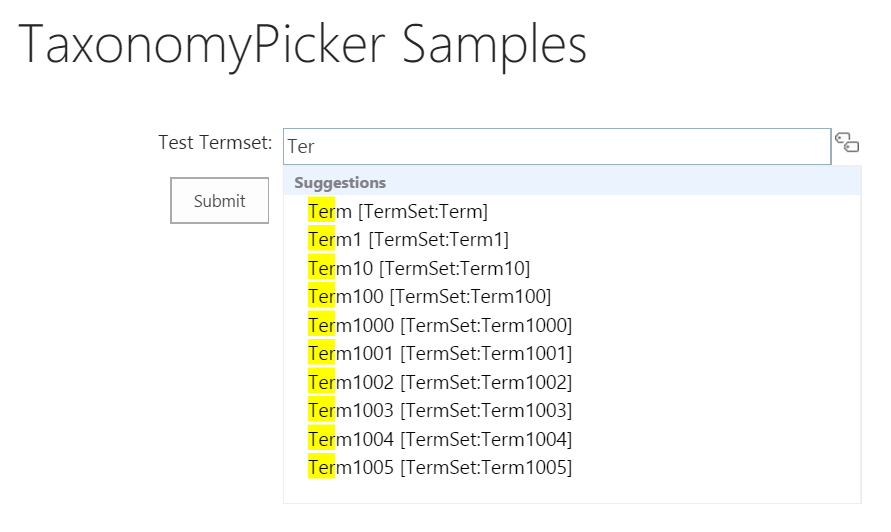 TaxonomyPicker Samples
Test Termset: Ter
Submit
Suggestions
Term [TermSet:Term]
Term1 [TermSet:Term1]
Term10 [TermSet:Term10]
Term100 [TermSet:Term100]
Term1000 [TermSet:Term1000]
Term1001 [TermSet:Term1001]
Term1002 [TermSet:Term1002]
Term1003 [TermSet:Term1003]
Term1004 [TermSet:Term1004]
Term1005 [TermSet:Term1005]